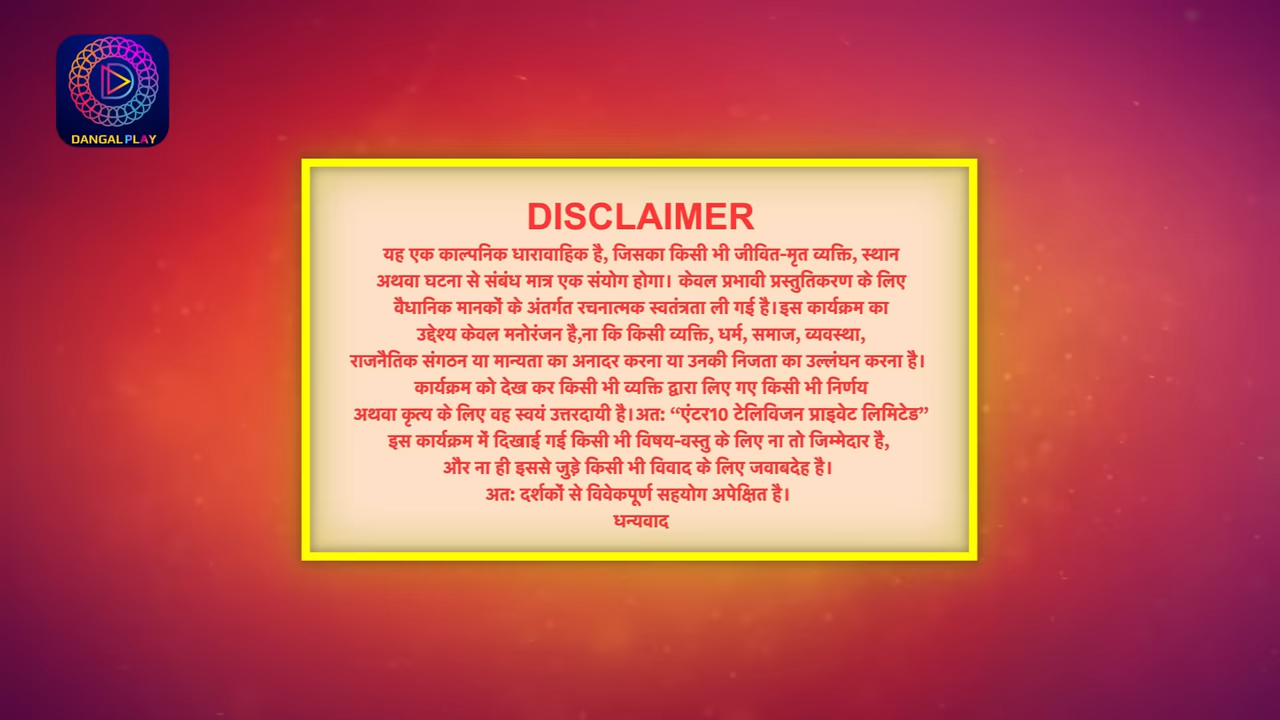 DANGAL PLAY
DISCLAIMER
यह एक काल्पनिक धारावाहिक है, जिसका किसी भी जीवित-मृत व्यक्ति, स्थान
अथवा घटना से संबंध मात्र एक संयोग होगा। केवल प्रभावी प्रस्तुतिकरण के लिए
वैधानिक मानकों के अंतर्गत रचनात्मक स्वतंत्रता ली गई है।इस कार्यक्रम का
उद्देश्य केवल मनोरंजन है,ना कि किसी व्यक्ति, धर्म, समाज, व्यवस्था,
राजनैतिक संगठन या मान्यता का अनादर करना या उनकी निजता का उल्लंघन करना है।
कार्यक्रम को देख कर किसी भी व्यक्ति द्वारा लिए गए किसी भी निर्णय
अथवा कृत्य के लिए वह स्वयं उत्तरदायी है।अत: “एंटर10 टेलिविजन प्राइवेट लिमिटेड”
इस कार्यक्रम में दिखाई गई किसी भी विषय-वस्तु के लिए ना तो जिम्मेदार है,
और ना ही इससे जुड़े किसी भी विवाद के लिए जवाबदेह है।
अत: दर्शकों से विवेकपूर्ण सहयोग अपेक्षित है।
धन्यवाद